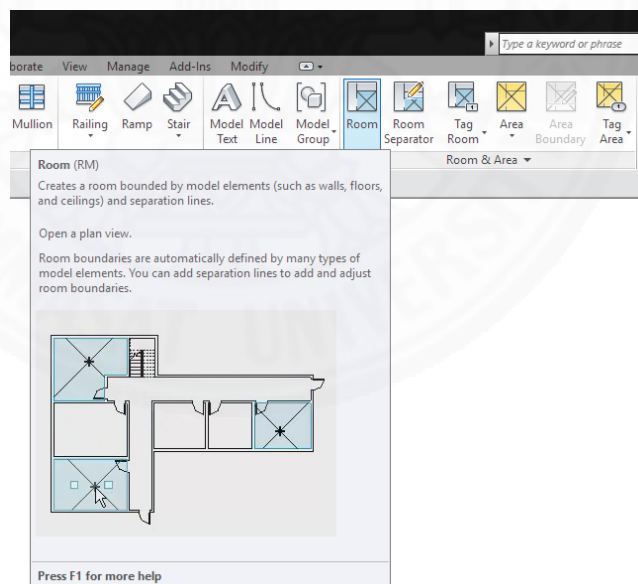 Type a keyword or phrase
borate View Manage Add-Ins Modify
Mullion Railing Ramp Stair Model Text Model Line Model Group Room Room Separator Tag Room Area Area Boundary Tag Area
Room & Area
Room (RM)
Creates a room bounded by model elements (such as walls, floors,
and ceilings) and separation lines.
Open a plan view.
Room boundaries are automatically defined by many types of
model elements. You can add separation lines to add and adjust
room boundaries.
Press F1 for more help